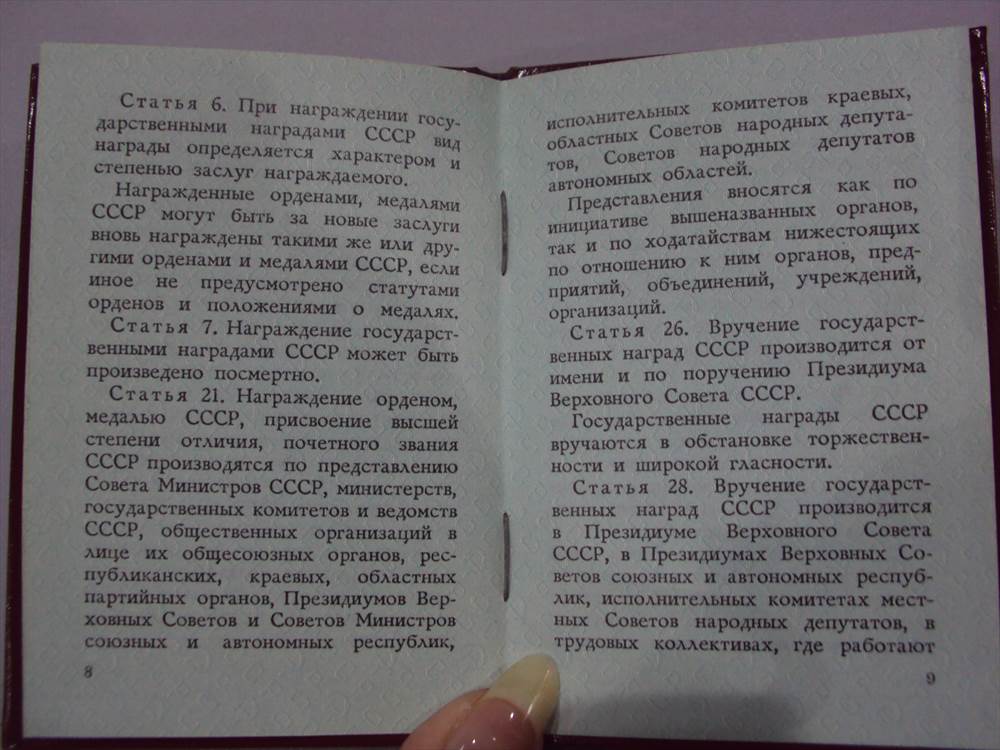 Статья 6. При награждении госу-
дарственными наградами СССР вид
награды определяется характером и
степенью заслуг награждаемого.
Награжденные орденами, медалями
СССР могут быть за новые заслуги
вновь награждены такими же или дру-
гими орденами и медалями СССР, если
иное не предусмотрено статутами
орденов и положениями о медалях.
Статья 7. Награждение государст-
венными наградами СССР может быть
произведено посмертно.
Статья 21. Награждение орденом,
медалью СССР, присвоение высшей
степени отличия, почетного звания
СССР производятся по представлению
Совета Министров СССР, министерств,
государственных комитетов и ведомств
СССР, общественных организаций в
лице их общесоюзных органов, рес-
публиканских, краевых, областных
партийных органов, Президиумов Вер-
ховных Советов и Советов Министров
союзных и автономных республик,
8
исполнительных комитетов краевых,
областных Советов народных депута-
тов, Советов народных депутатов
автономных областей.
Представления вносятся как по
инициативе вышеназванных органов,
так и по ходатайствам нижестоящих
по отношению к ним органов, пред-
приятий, объединений, учреждений,
организаций.
Статья 26. Вручение государст-
венных наград СССР производится от
имени и по поручению Президиума
Верховного Совета СССР.
Государственные награды СССР
вручаются в обстановке торжествен-
ности и широкой гласности.
Статья 28. Вручение государст-
венных наград СССР производится
в Президиуме Верховного Совета
СССР, в Президиумах Верховных Со-
ветов союзных и автономных респуб-
лик, исполнительных комитетах мест-
ных Советов народных депутатов, в
трудовых коллективах, где работают
9